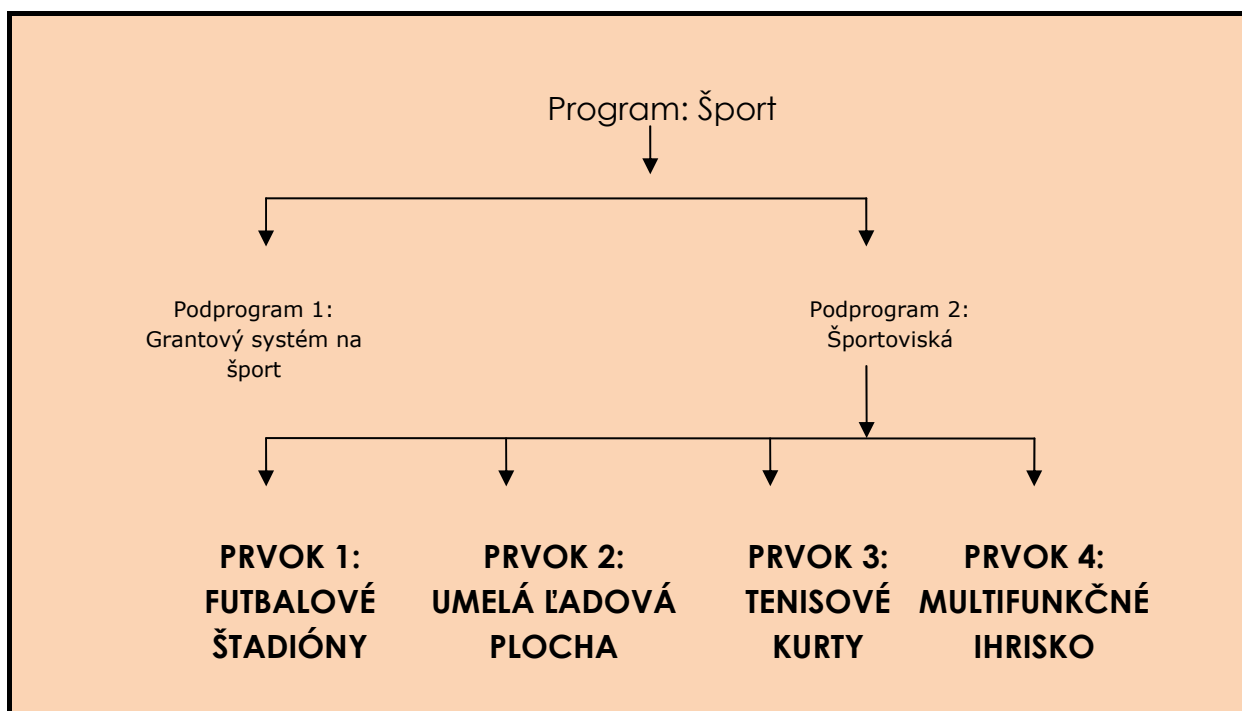 Program: Šport
Podprogram 1:
Grantový systém na
šport
Podprogram 2:
Športoviská
PRVOK 1:
FUTBALOVÉ
ŠTADIÓNY
PRVOK 2:
UMELÁ ĽADOVÁ
PLOCHA
PRVOK 3:
TENISOVÉ
KURTY
PRVOK 4:
MULTIFUNKČNÉ
IHRISKO